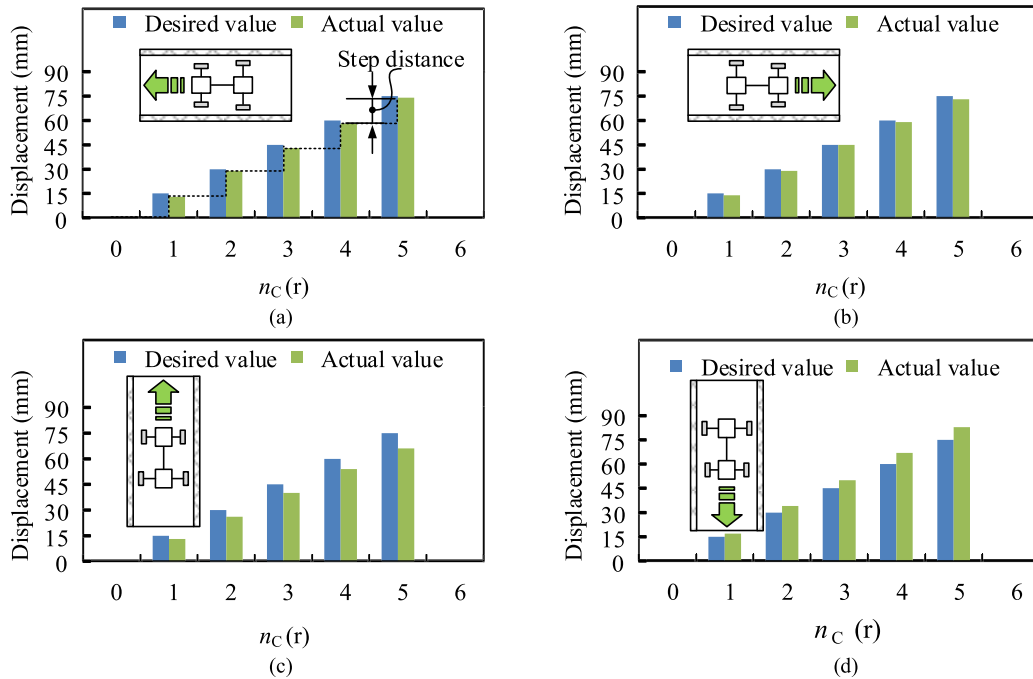 Desired value Actual value
Step distance
Displacement (mm)
90
75
60
45
30
15
0
0 1 2 3 4 5 6
n_C (r)
(a)
Desired value Actual value
Displacement (mm)
90
75
60
45
30
15
0
0 1 2 3 4 5 6
n_C (r)
(b)
Desired value Actual value
Displacement (mm)
90
75
60
45
30
15
0
0 1 2 3 4 5 6
n_C (r)
(c)
Desired value Actual value
Displacement (mm)
90
75
60
45
30
15
0
0 1 2 3 4 5 6
n_C (r)
(d)